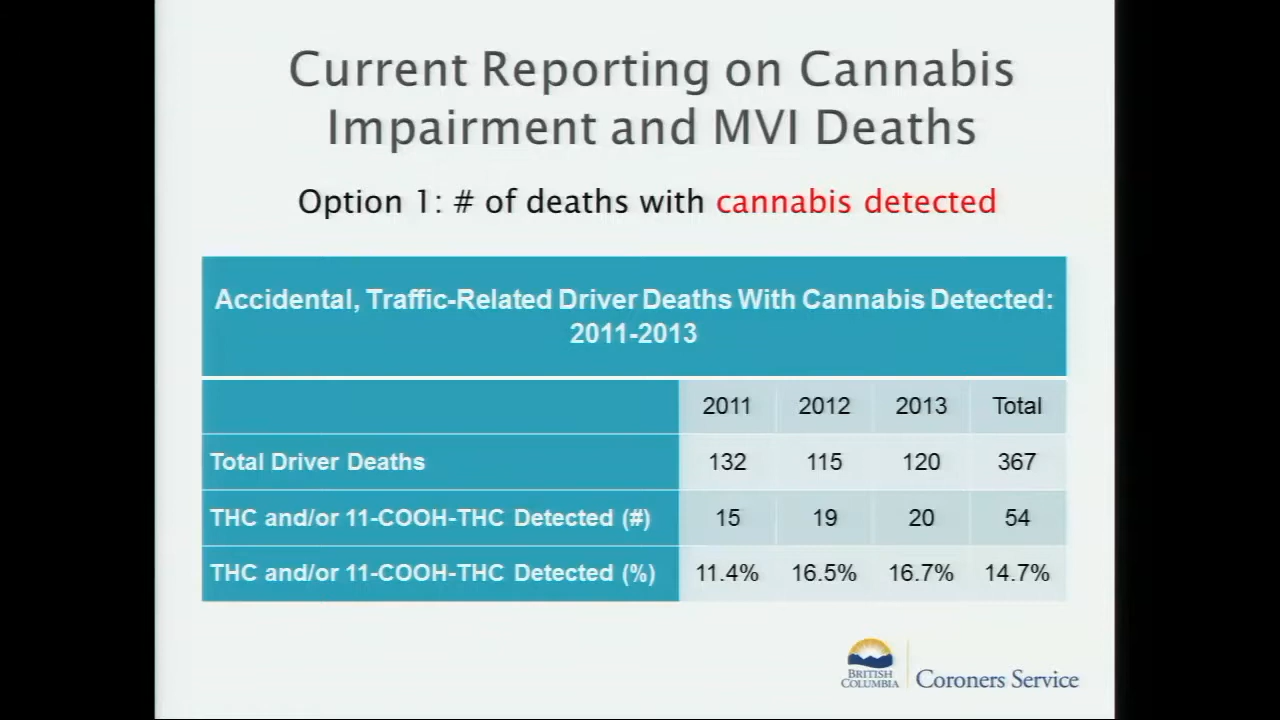 Current Reporting on Cannabis
Impairment and MVI Deaths
Option 1: # of deaths with cannabis detected
Accidental, Traffic-Related Driver Deaths With Cannabis Detected:
2011-2013
2011 2012 2013 Total
Total Driver Deaths 132 115 120 367
THC and/or 11-COOH-THC Detected (#) 15 19 20 54
THC and/or 11-COOH-THC Detected (%) 11.4% 16.5% 16.7% 14.7%
BRITISH
COLUMBIA
Coroners Service